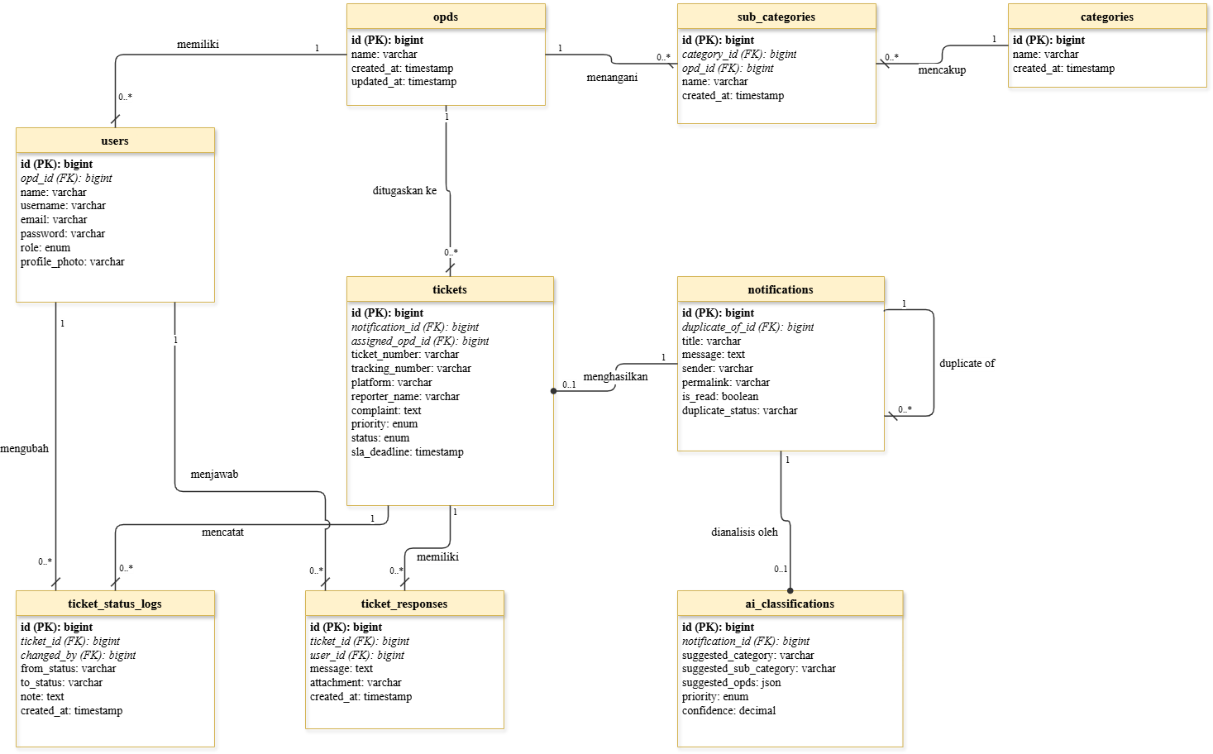 opds
id (PK): bigint
name: varchar
created_at: timestamp
updated_at: timestamp
sub_categories
id (PK): bigint
category_id (FK): bigint
opd_id (FK): bigint
name: varchar
created_at: timestamp
categories
id (PK): bigint
name: varchar
created_at: timestamp
memiliki
1
0..*
1
menangani
0..*
0..*
mencakup
1
users
id (PK): bigint
opd_id (FK): bigint
name: varchar
username: varchar
email: varchar
password: varchar
role: enum
profile_photo: varchar
1
ditugaskan ke
0..*
tickets
id (PK): bigint
notification_id (FK): bigint
assigned_opd_id (FK): bigint
ticket_number: varchar
tracking_number: varchar
platform: varchar
reporter_name: varchar
complaint: text
priority: enum
status: enum
sla_deadline: timestamp
notifications
id (PK): bigint
duplicate_of_id (FK): bigint
title: varchar
message: text
sender: varchar
permalink: varchar
is_read: boolean
duplicate_status: varchar
1
duplicate of
0..*
0..1
menghasilkan
1
1
mengubah
0..*
1
menjawab
0..*
1
mencatat
0..*
1
memiliki
0..*
1
dianalisis oleh
0..1
ticket_status_logs
id (PK): bigint
ticket_id (FK): bigint
changed_by (FK): bigint
from_status: varchar
to_status: varchar
note: text
created_at: timestamp
ticket_responses
id (PK): bigint
ticket_id (FK): bigint
user_id (FK): bigint
message: text
attachment: varchar
created_at: timestamp
ai_classifications
id (PK): bigint
notification_id (FK): bigint
suggested_category: varchar
suggested_sub_category: varchar
suggested_opds: json
priority: enum
confidence: decimal